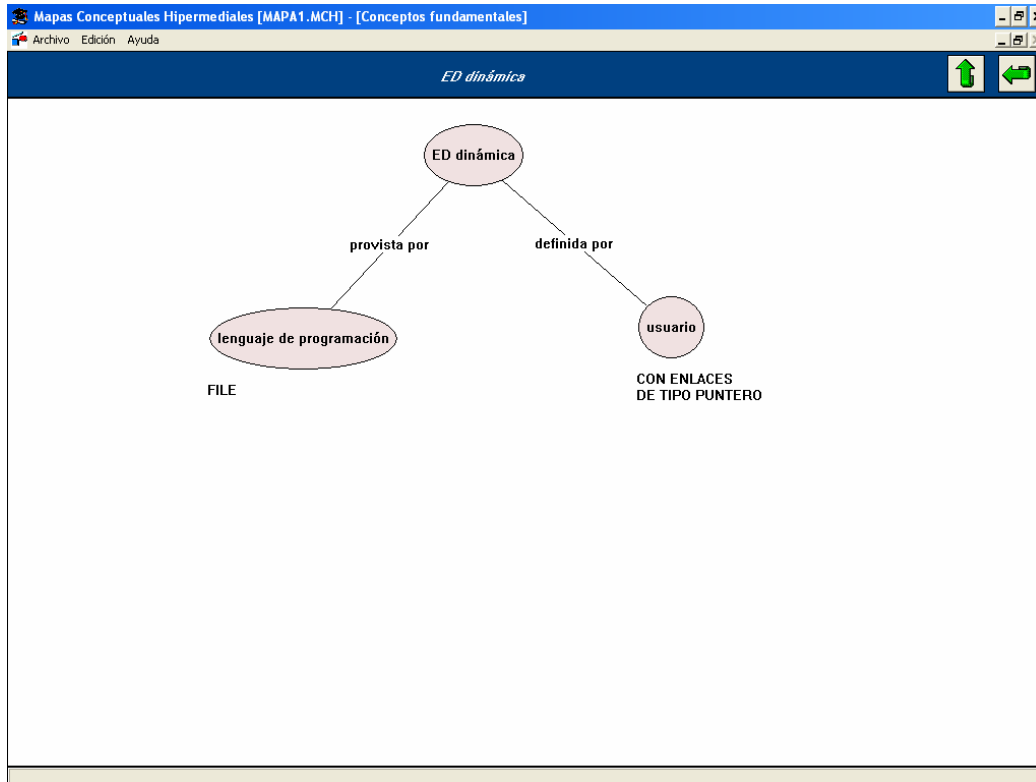 Mapas Conceptuales Hipermediales [MAPA1.MCH] - [Conceptos fundamentales]
Archivo Edición Ayuda
ED dinámica
ED dinámica
provista por
definida por
lenguaje de programación
usuario
FILE
CON ENLACES
DE TIPO PUNTERO